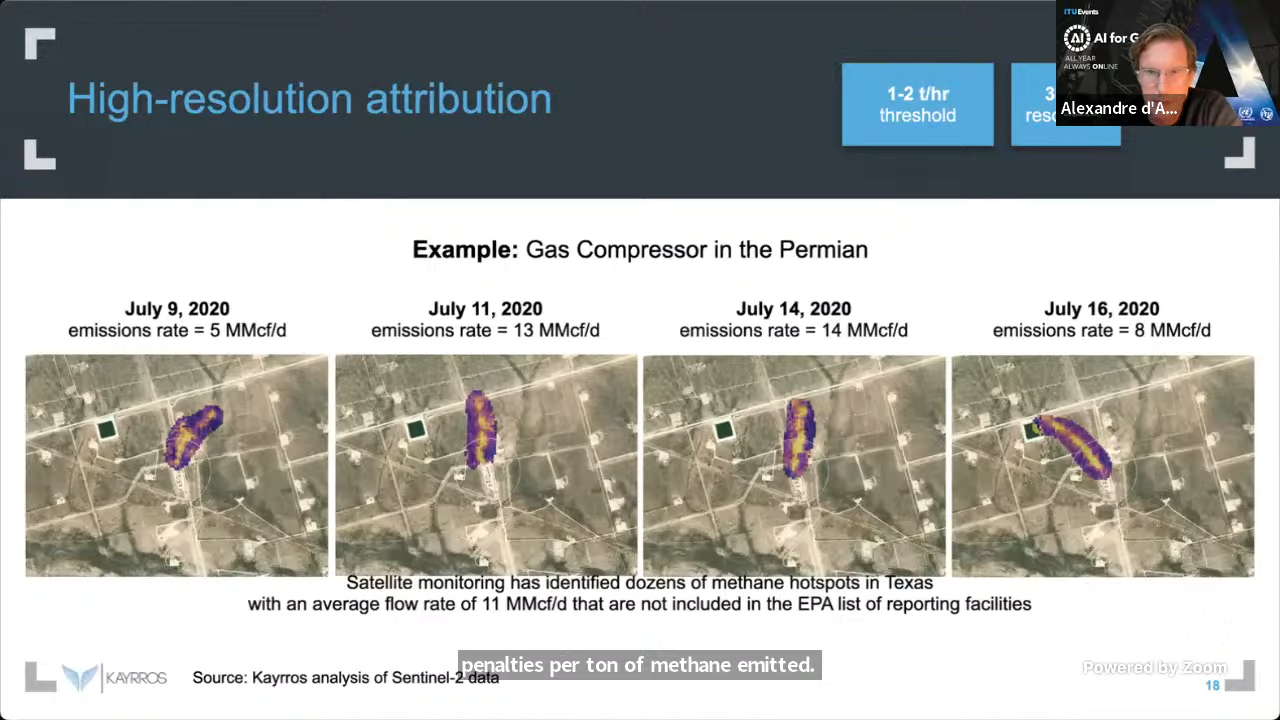 High-resolution attribution
1-2 t/hr
threshold
ITUEvents
AI AI for G
ALL YEAR
ALWAYS ONLINE
Alexandre d'A...
Example: Gas Compressor in the Permian
July 9, 2020
emissions rate = 5 MMcf/d
July 11, 2020
emissions rate = 13 MMcf/d
July 14, 2020
emissions rate = 14 MMcf/d
July 16, 2020
emissions rate = 8 MMcf/d
Satellite monitoring has identified dozens of methane hotspots in Texas
with an average flow rate of 11 MMcf/d that are not included in the EPA list of reporting facilities
penalties per ton of methane emitted.
KAYRROS
Source: Kayrros analysis of Sentinel-2 data
Powered by Zoom
18